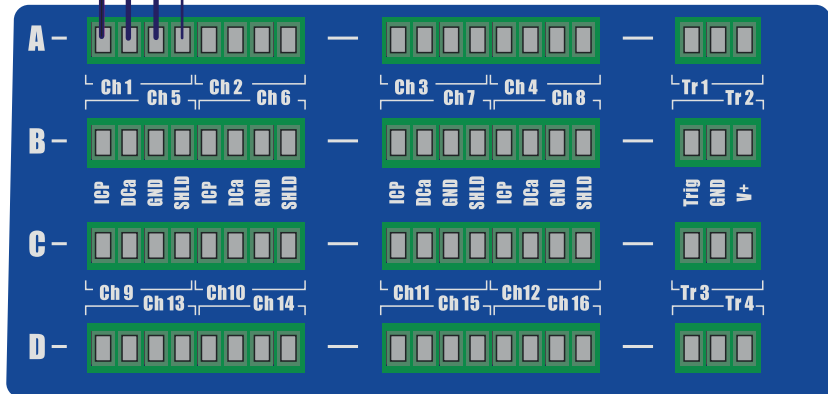 A
Ch 1 Ch 2 Ch 3 Ch 4 Tr 1
Ch 5 Ch 6 Ch 7 Ch 8 Tr 2
B
ICP DCa GND SHLD ICP DCa GND SHLD ICP DCa GND SHLD ICP DCa GND SHLD Trig GND V+
C
Ch 9 Ch10 Ch11 Ch12 Tr 3
Ch 13 Ch 14 Ch 15 Ch 16 Tr 4
D